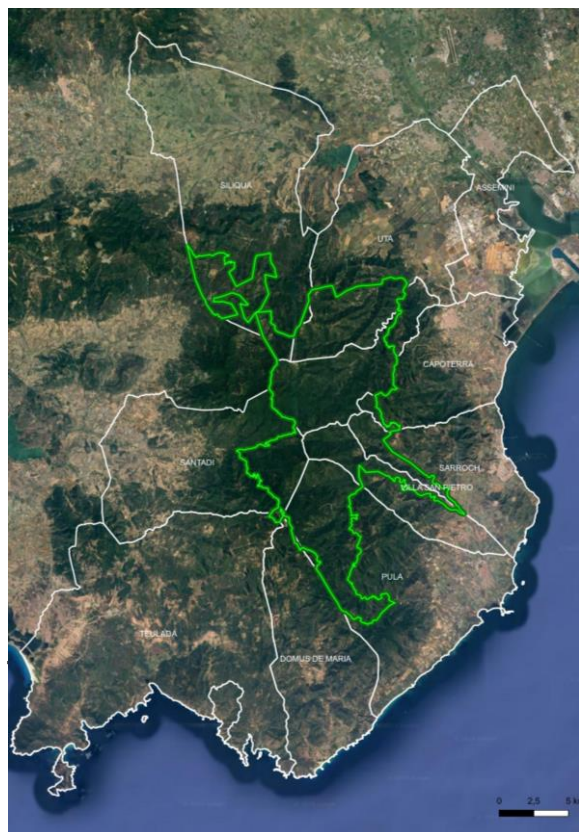 SILIQUA
ASSEMINI
UTA
CAPOTERRA
SANTADI
SARROCH
VILLA SAN PIETRO
PULA
TEULADA
DOMUS DE MARIA
0 2,5 5 k